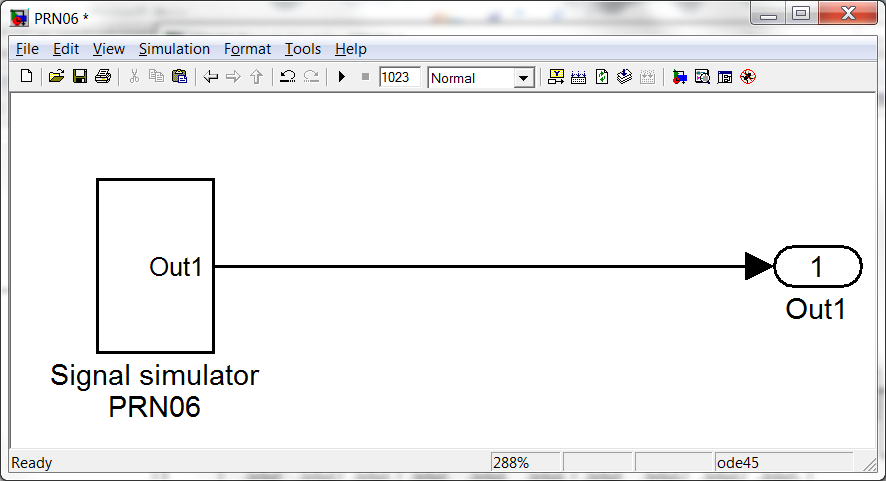 PRN06 *
File Edit View Simulation Format Tools Help
1023 Normal
Out1
1
Out1
Signal simulator
PRN06
Ready 288% ode45